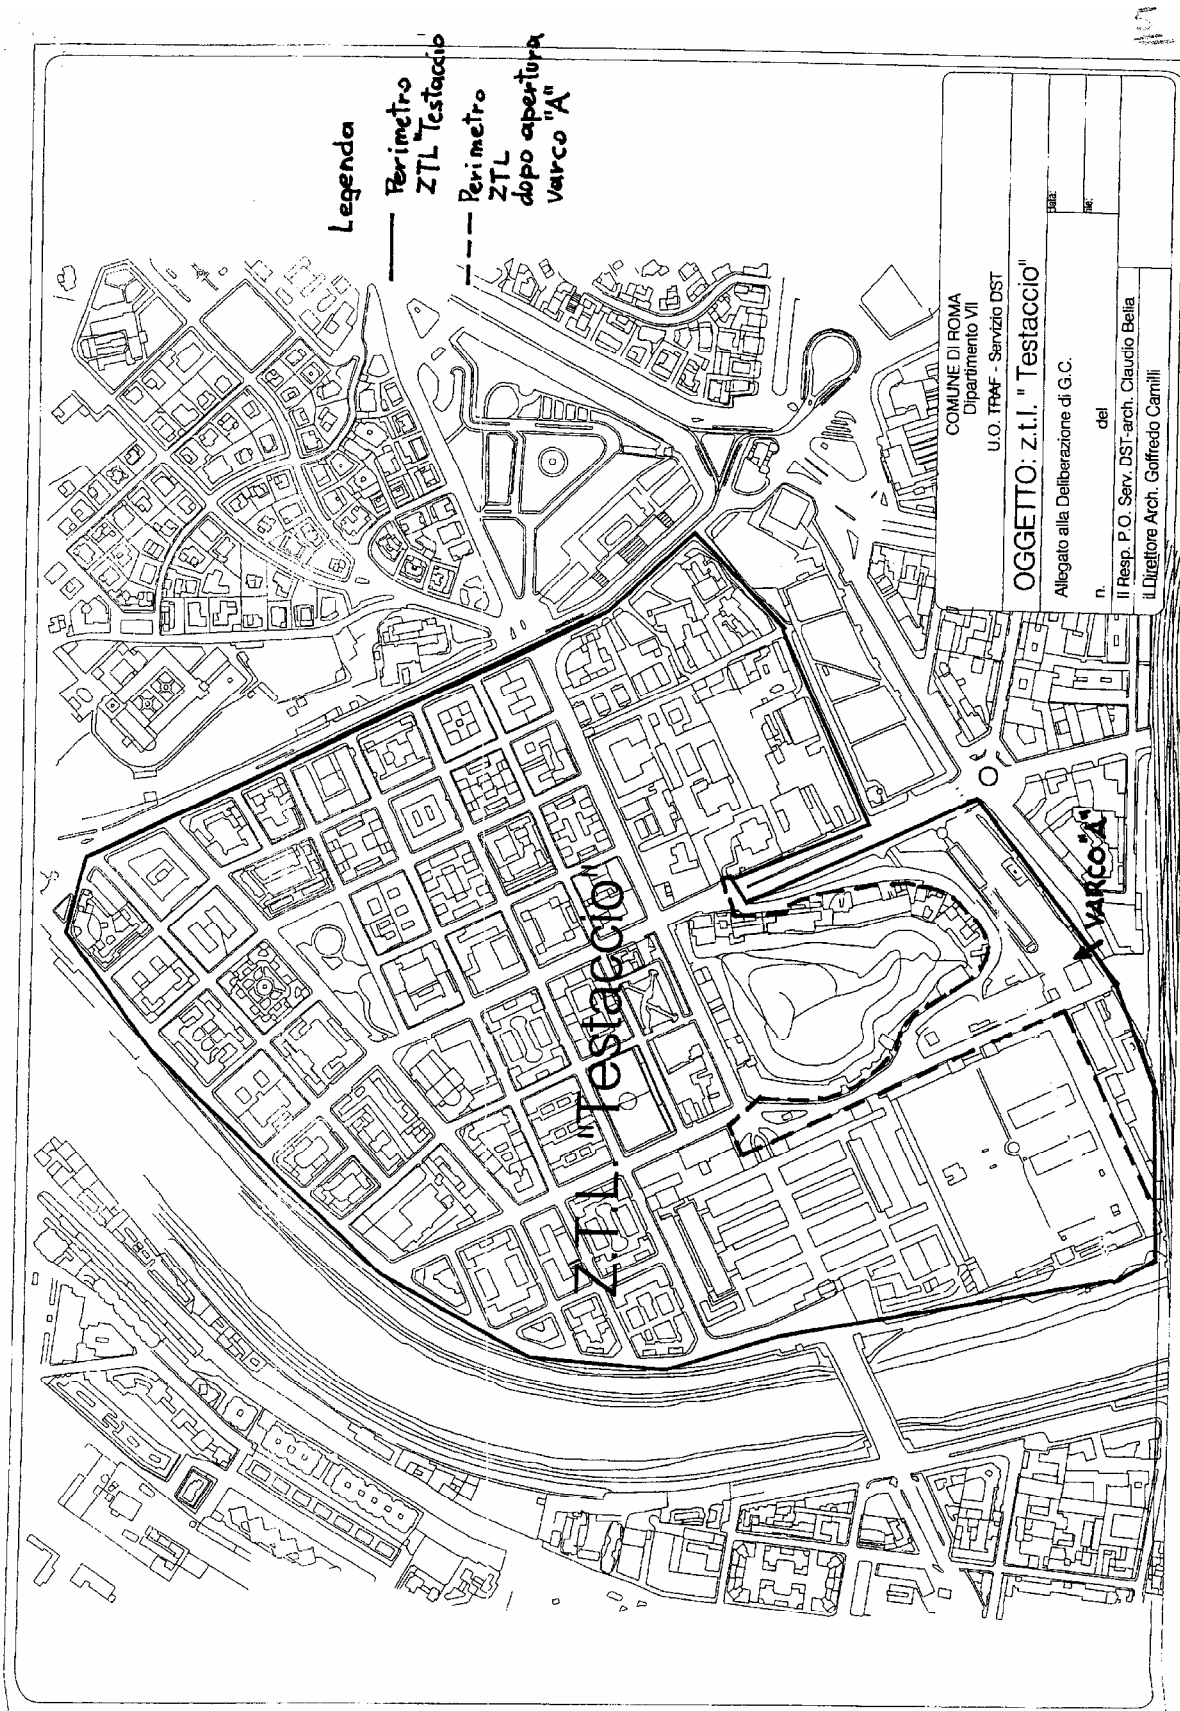 Legenda
Perimetro
ZTL "Testaccio"
Perimetro
ZTL
dopo apertura
Varco "A"
Z.T.L. "Testaccio"
VARCO "A"
COMUNE DI ROMA
Dipartimento VII
U.O. TRAF - Servizio DST
OGGETTO: z.t.l. " Testaccio"
Allegato alla Deliberazione di G.C.
data:
file:
n. del
Il Resp. P.O. Serv. DST-arch. Claudio Bella
il Direttore Arch. Goffredo Camilli